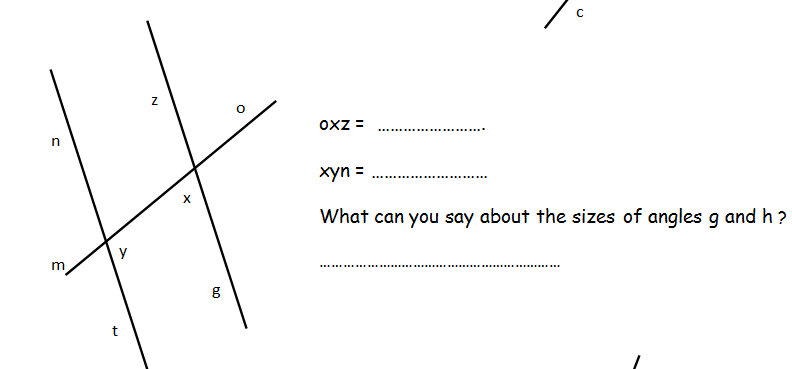 c
z
o
n
oxz = ……………………….
xyn = …………………………
x
What can you say about the sizes of angles g and h ?
y
m
…………………………………………………………
g
t